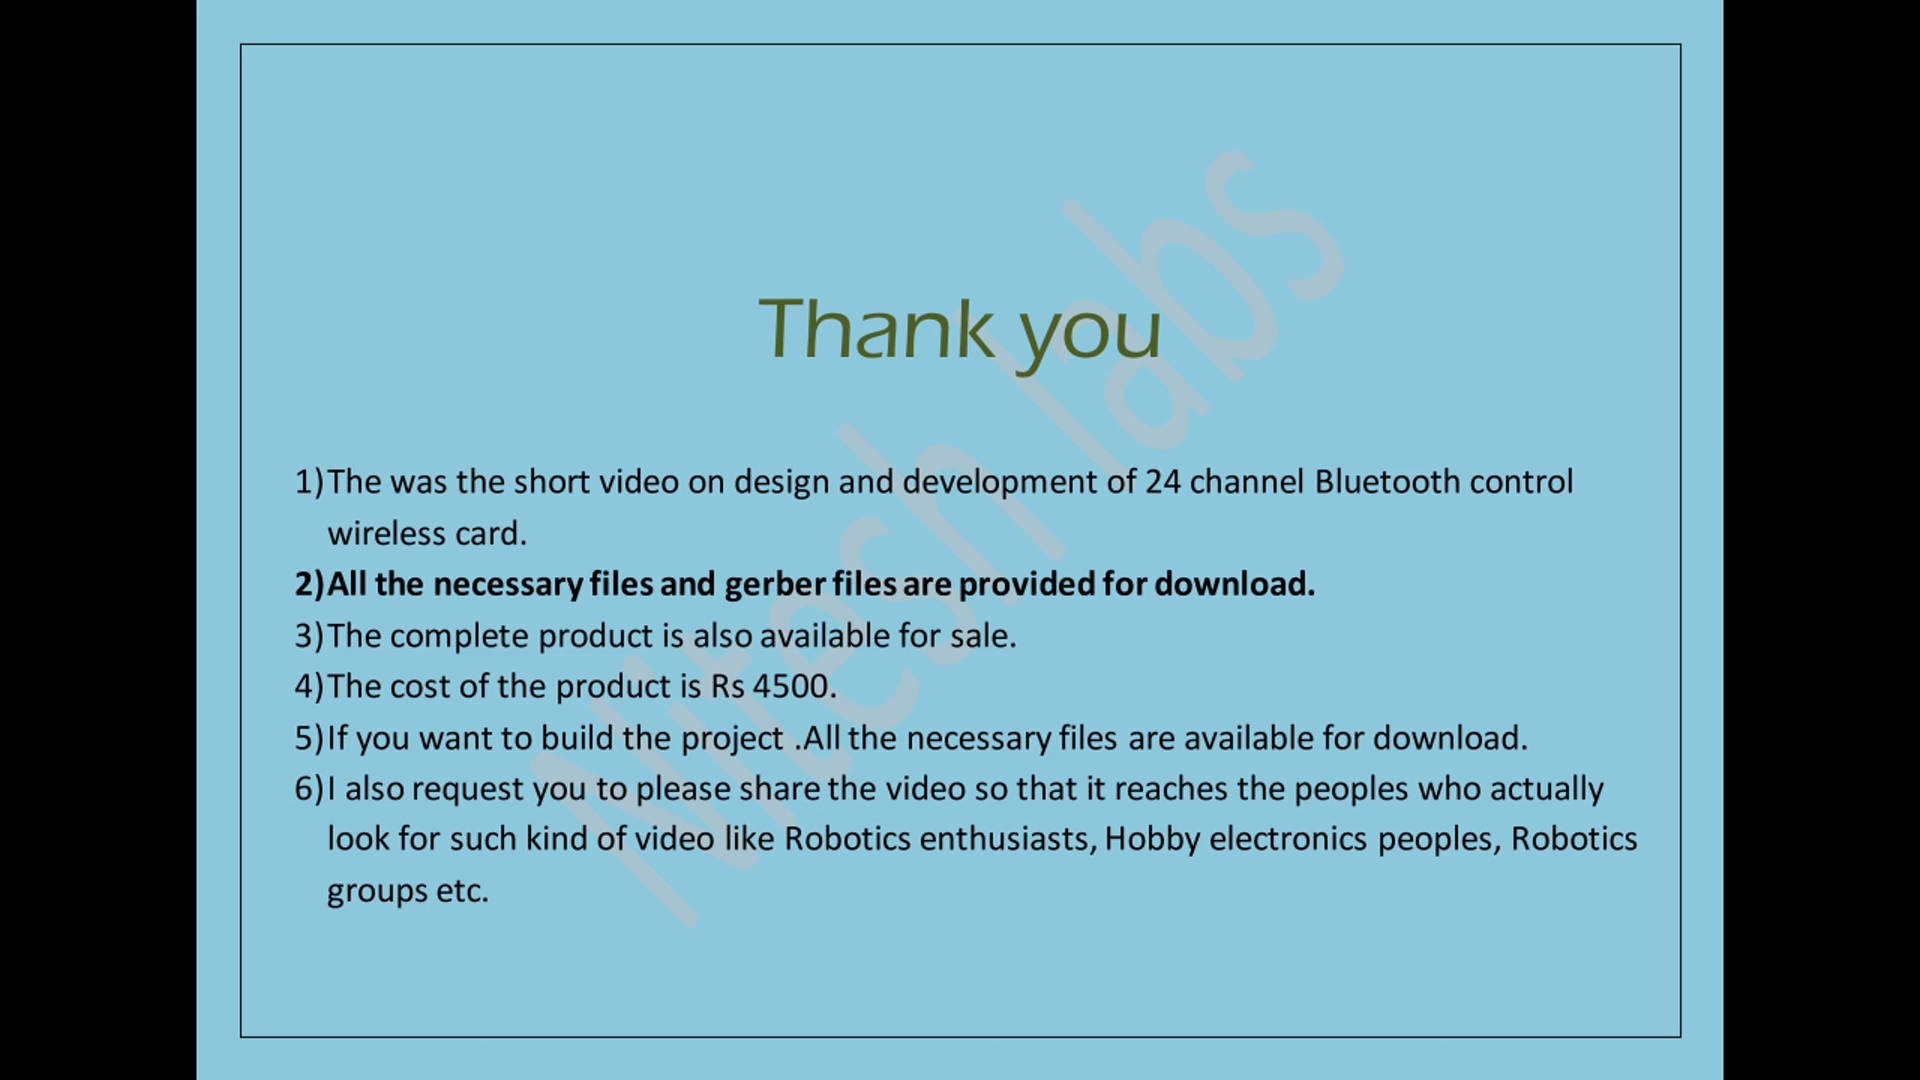 Thank you
1)The was the short video on design and development of 24 channel Bluetooth control
wireless card.
2)All the necessary files and gerber files are provided for download.
3)The complete product is also available for sale.
4)The cost of the product is Rs 4500.
5)If you want to build the project .All the necessary files are available for download.
6)I also request you to please share the video so that it reaches the peoples who actually
look for such kind of video like Robotics enthusiasts, Hobby electronics peoples, Robotics
groups etc.
Nitesh labs